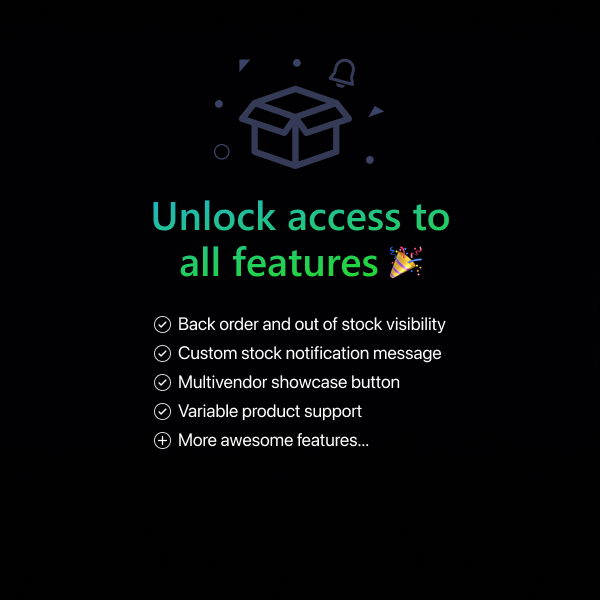 Unlock access to
all features 🎉
Back order and out of stock visibility
Custom stock notification message
Multivendor showcase button
Variable product support
More awesome features...